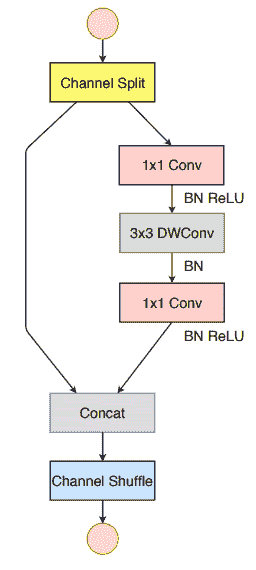 Channel Split
1x1 Conv
BN ReLU
3x3 DWConv
BN
1x1 Conv
BN ReLU
Concat
Channel Shuffle